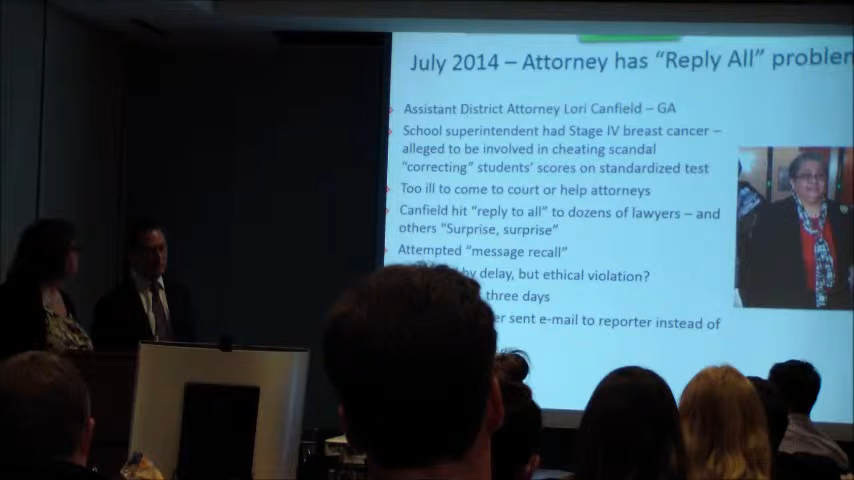 July 2014 – Attorney has “Reply All” problem
Assistant District Attorney Lori Canfield – GA
School superintendent had Stage IV breast cancer –
alleged to be involved in cheating scandal
“correcting” students’ scores on standardized test
Too ill to come to court or help attorneys
Canfield hit “reply to all” to dozens of lawyers – and
others “Surprise, surprise”
Attempted “message recall”
by delay, but ethical violation?
three days
sent e-mail to reporter instead of